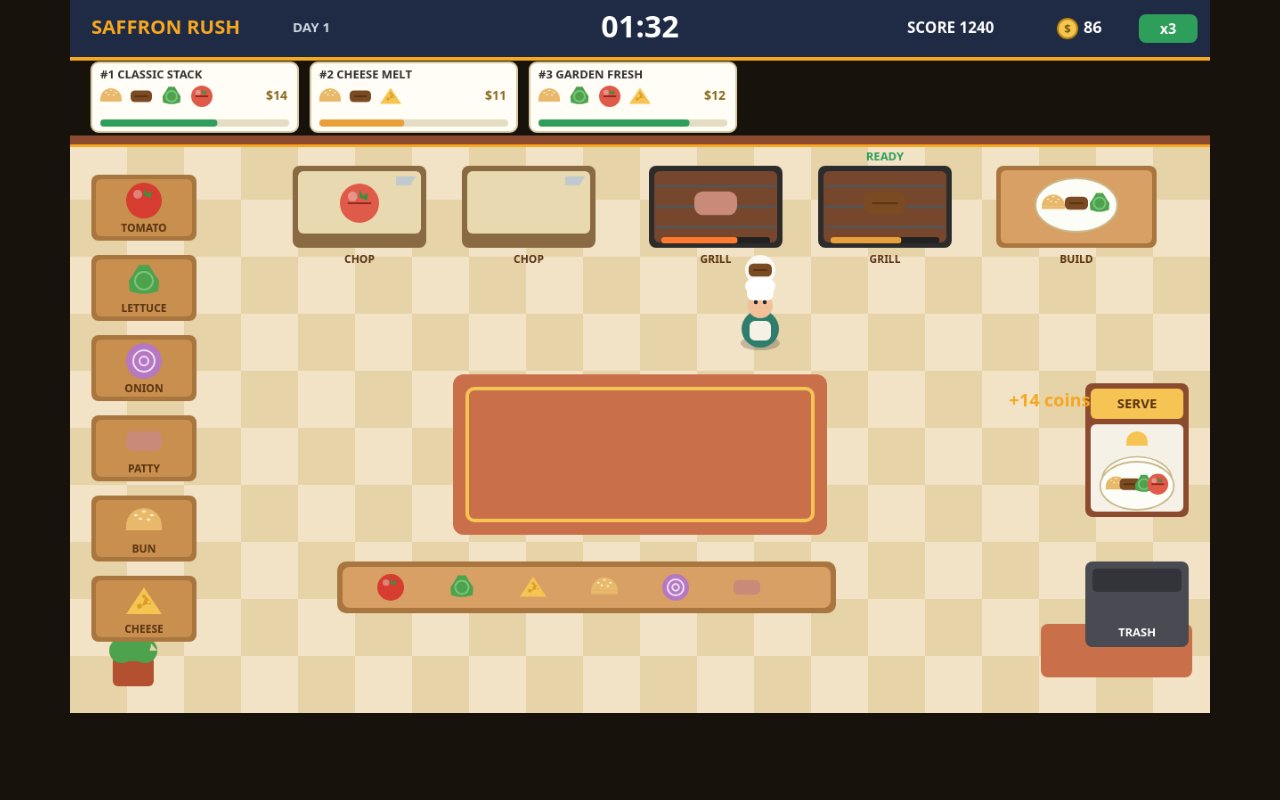 SAFFRON RUSH
DAY 1
01:32
SCORE 1240
$ 86
x3
#1 CLASSIC STACK
$14
#2 CHEESE MELT
$11
#3 GARDEN FRESH
$12
READY
TOMATO
LETTUCE
ONION
PATTY
BUN
CHEESE
CHOP
CHOP
GRILL
GRILL
BUILD
+14 coins
SERVE
TRASH